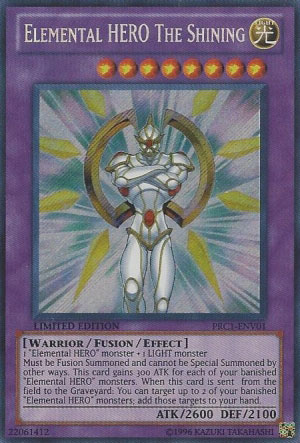 ELEMENTAL HERO THE SHINING
LIGHT
光
LIMITED EDITION PRC1-ENV01
[WARRIOR / FUSION / EFFECT]
1 "Elemental HERO" monster + 1 LIGHT monster
Must be Fusion Summoned and cannot be Special Summoned by
other ways. This card gains 300 ATK for each of your banished
"Elemental HERO" monsters. When this card is sent from
the field to the Graveyard: You can target up to 2 of your banished
"Elemental HERO" monsters; add those targets to your hand.
ATK/2600 DEF/2100
22061412 ©1996 KAZUKI TAKAHASHI